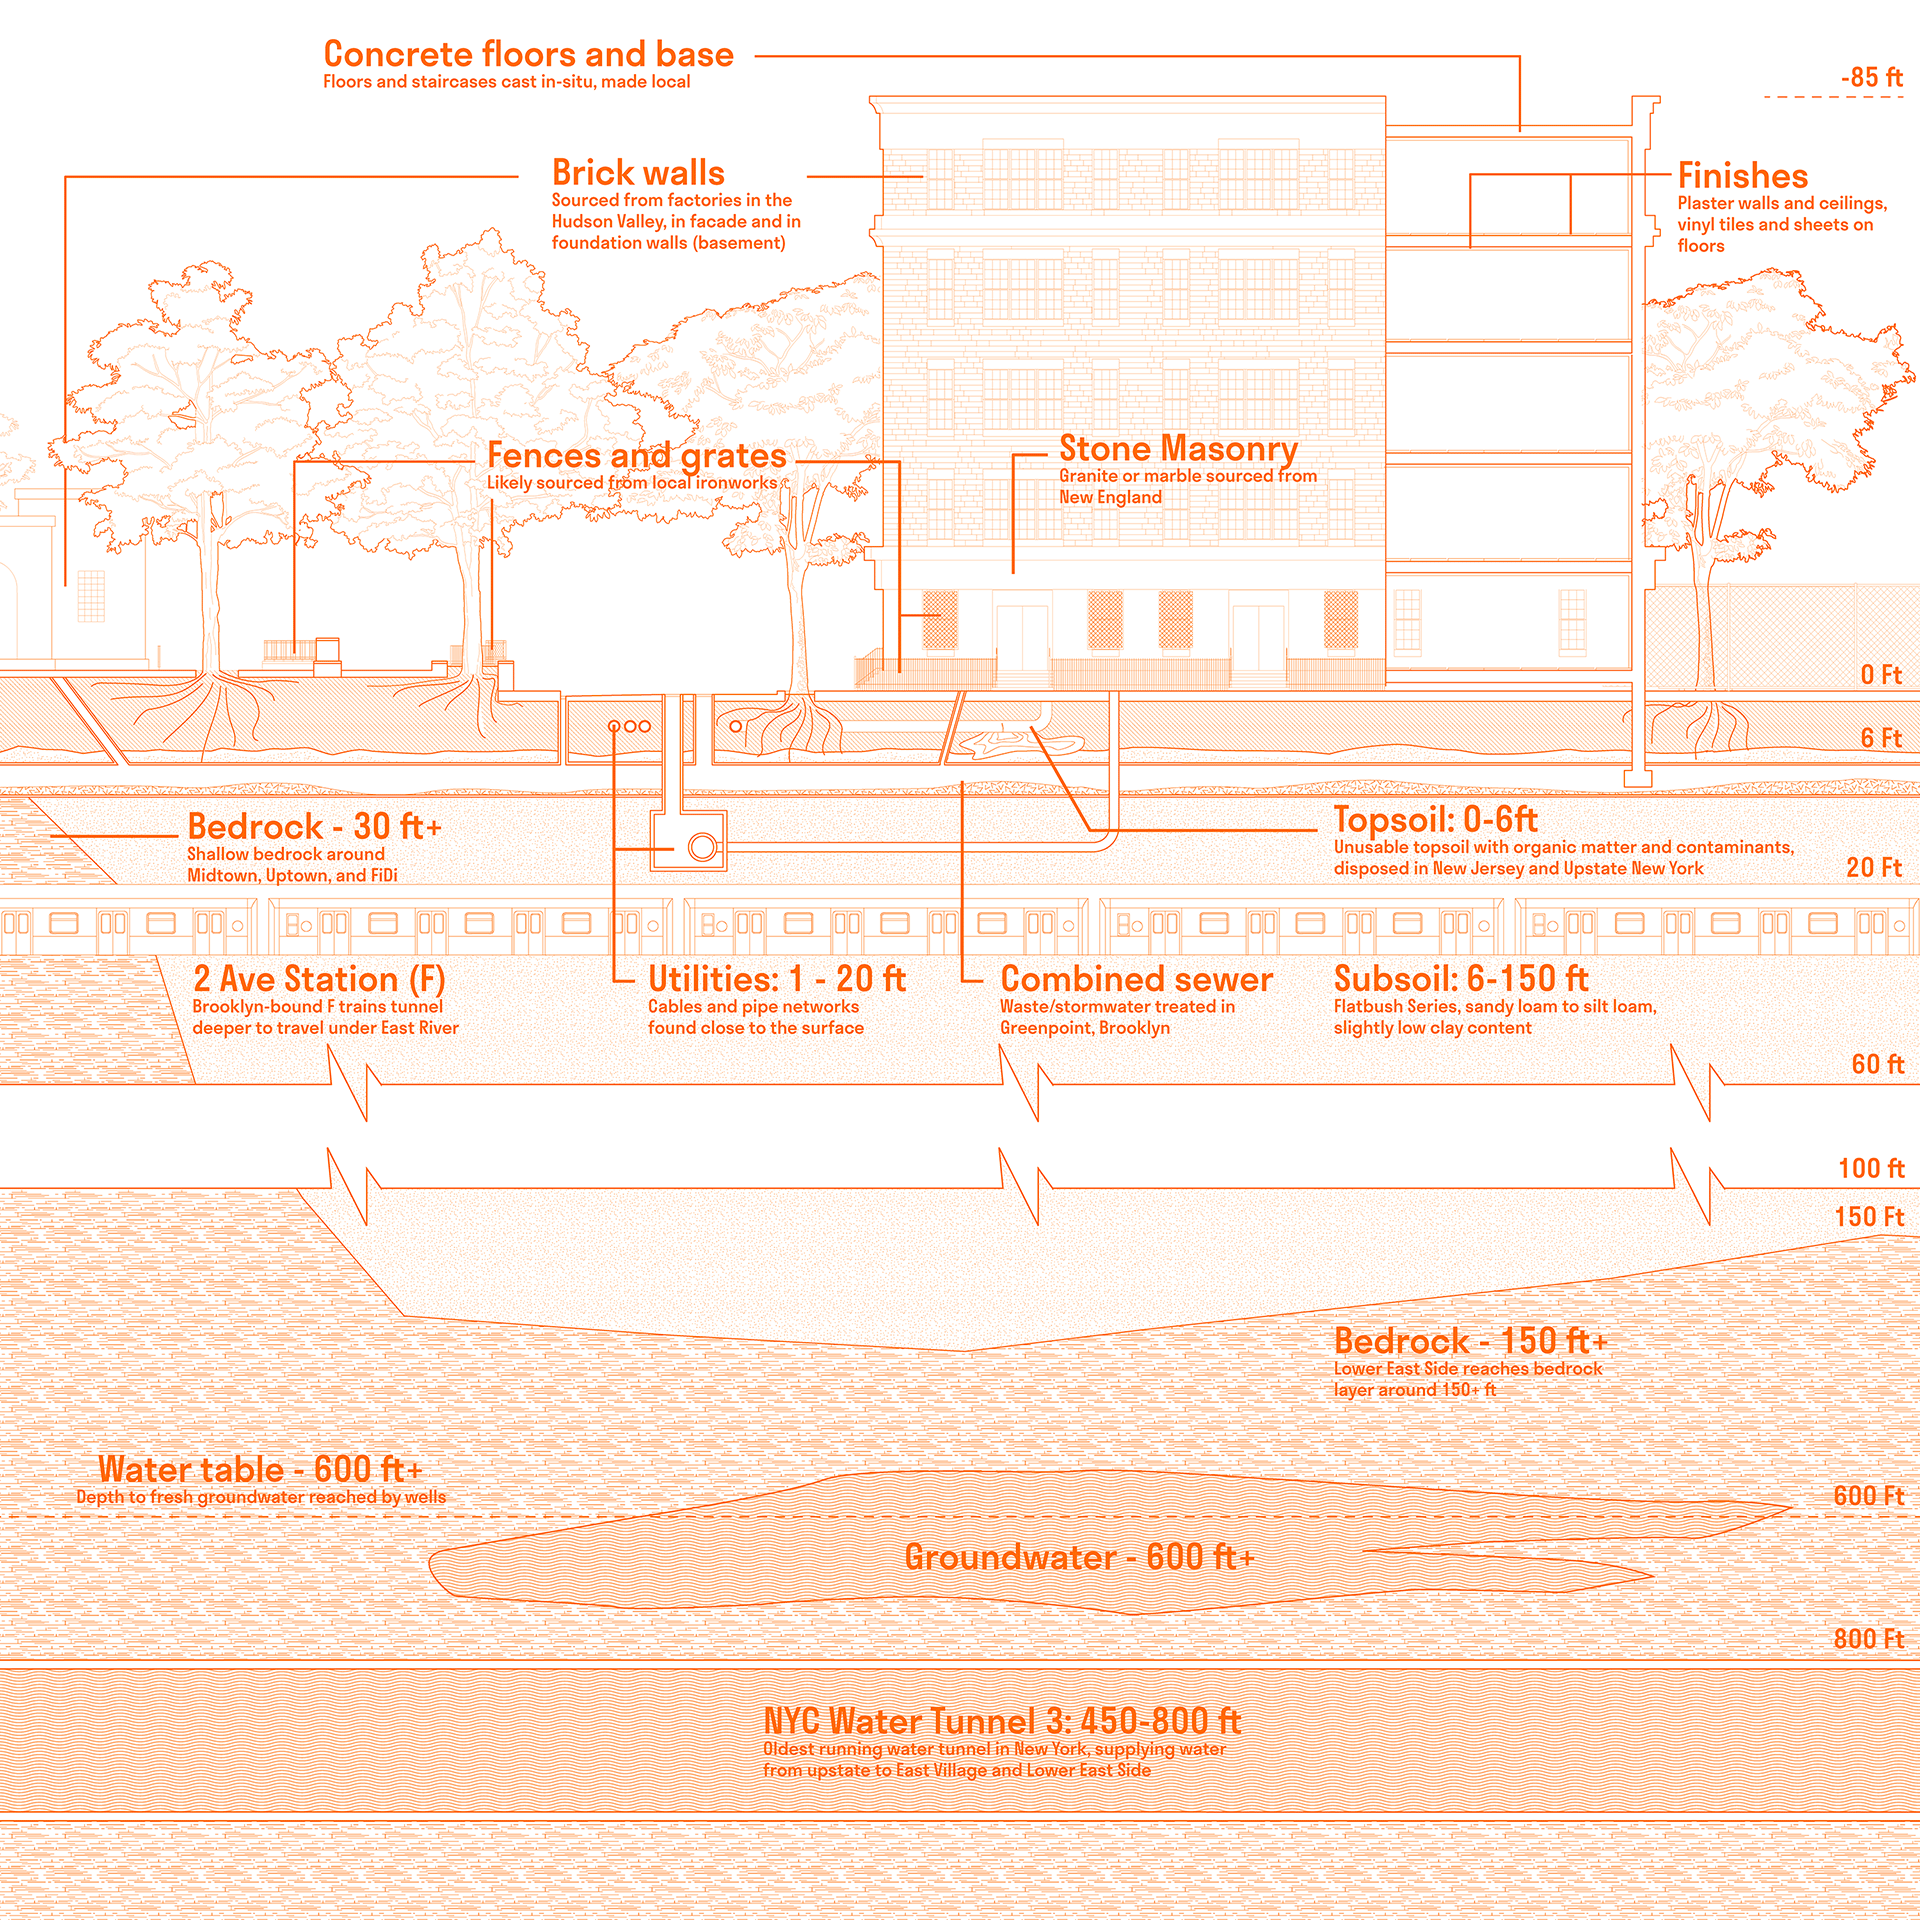 Concrete floors and base
Floors and staircases cast in-situ, made local
-85 ft
Brick walls
Sourced from factories in the
Hudson Valley, in facade and in
foundation walls (basement)
Finishes
Plaster walls and ceilings,
vinyl tiles and sheets on
floors
Fences and grates
Likely sourced from local ironworks
Stone Masonry
Granite or marble sourced from
New England
0 Ft
6 Ft
Bedrock - 30 ft+
Shallow bedrock around
Midtown, Uptown, and FiDi
Topsoil: 0-6ft
Unusable topsoil with organic matter and contaminants,
disposed in New Jersey and Upstate New York
20 Ft
2 Ave Station (F)
Brooklyn-bound F trains tunnel
deeper to travel under East River
Utilities: 1 - 20 ft
Cables and pipe networks
found close to the surface
Combined sewer
Waste/stormwater treated in
Greenpoint, Brooklyn
Subsoil: 6-150 ft
Flatbush Series, sandy loam to silt loam,
slightly low clay content
60 ft
100 ft
150 Ft
Bedrock - 150 ft+
Lower East Side reaches bedrock
layer around 150+ ft
Water table - 600 ft+
Depth to fresh groundwater reached by wells
600 Ft
Groundwater - 600 ft+
800 Ft
NYC Water Tunnel 3: 450-800 ft
Oldest running water tunnel in New York, supplying water
from upstate to East Village and Lower East Side